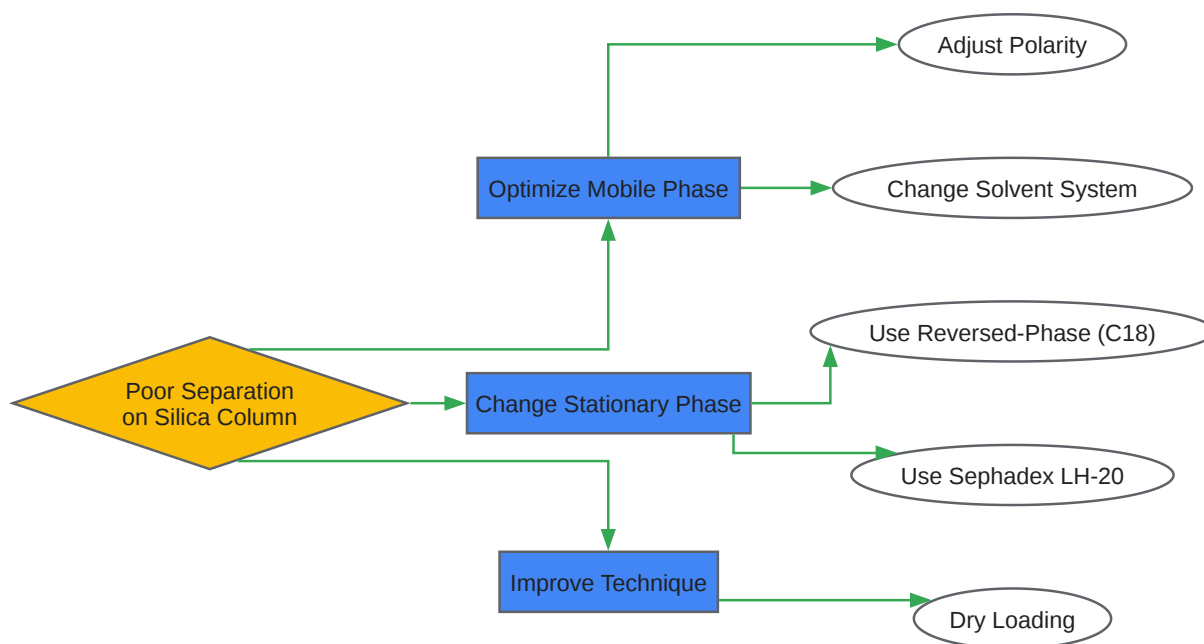 Adjust Polarity
Optimize Mobile Phase
Change Solvent System
Use Reversed-Phase (C18)
Poor Separation
on Silica Column
Change Stationary Phase
Use Sephadex LH-20
Improve Technique
Dry Loading